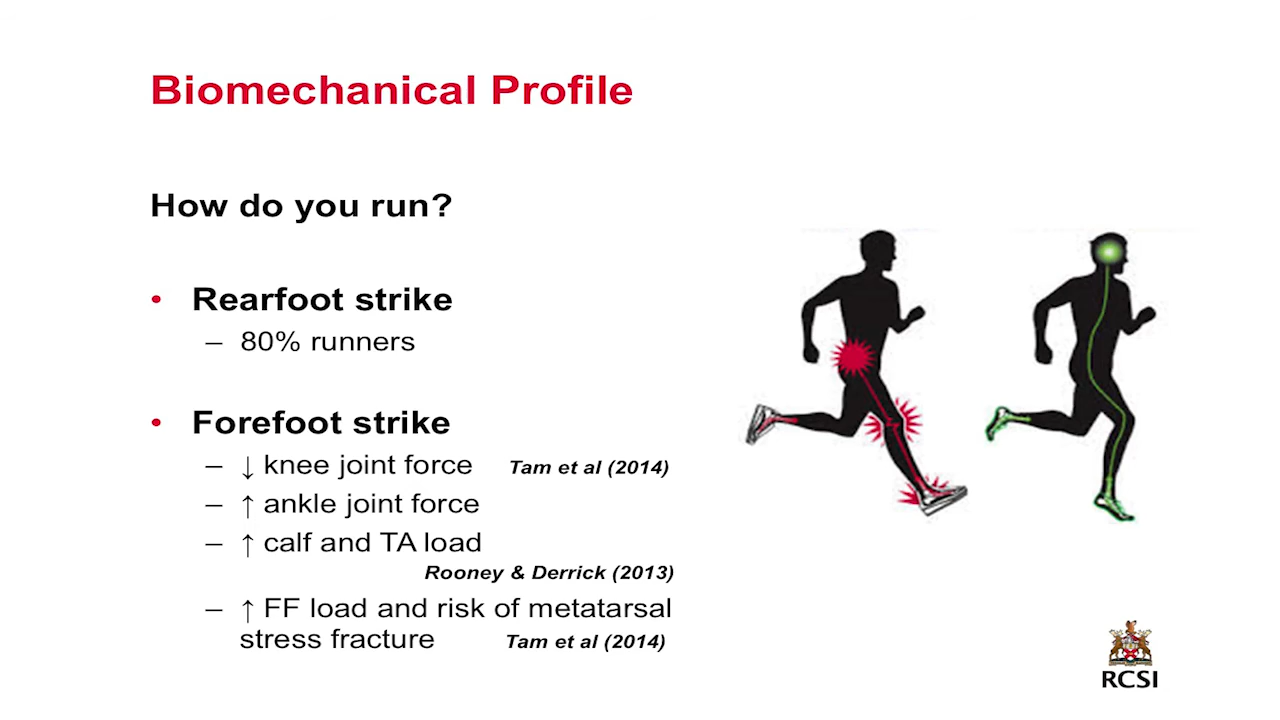 Biomechanical Profile
How do you run?
• Rearfoot strike
– 80% runners
• Forefoot strike
– ↓ knee joint force Tam et al (2014)
– ↑ ankle joint force
– ↑ calf and TA load
Rooney & Derrick (2013)
– ↑ FF load and risk of metatarsal
stress fracture Tam et al (2014)
RCSI